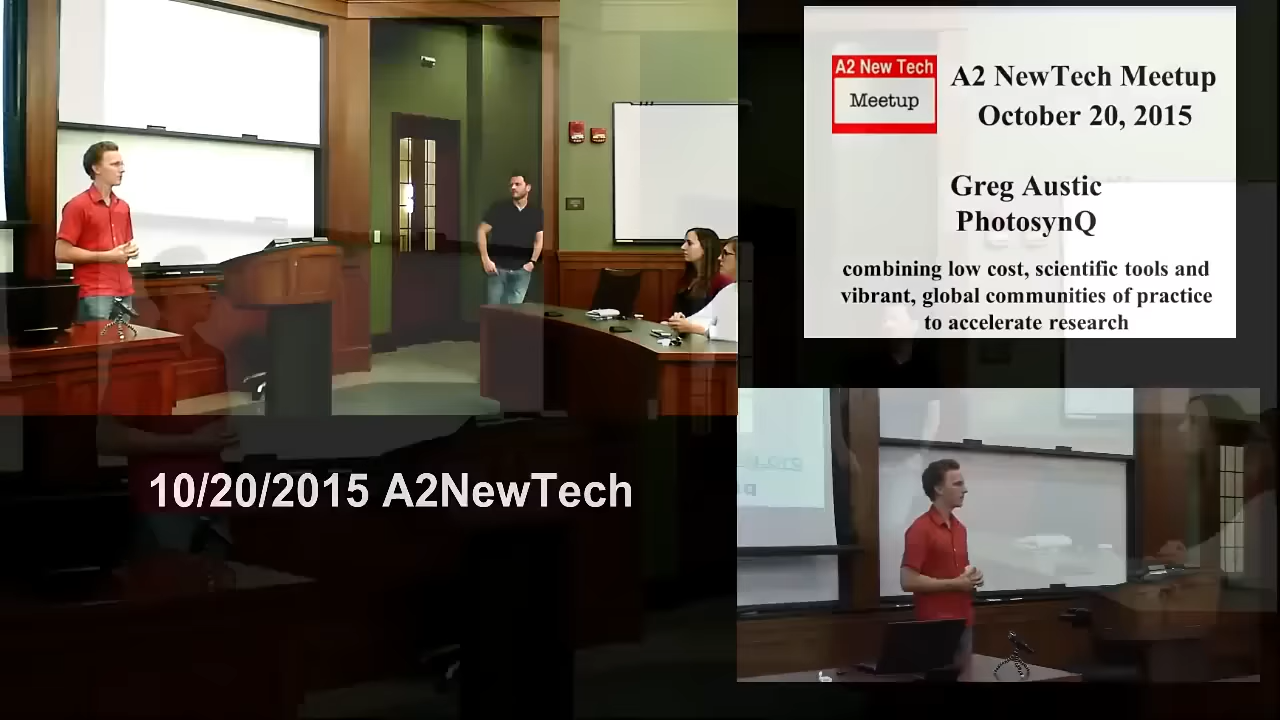 A2 New Tech
Meetup
A2 NewTech Meetup
October 20, 2015
Greg Austic
PhotosynQ
combining low cost, scientific tools and
vibrant, global communities of practice
to accelerate research
10/20/2015 A2NewTech